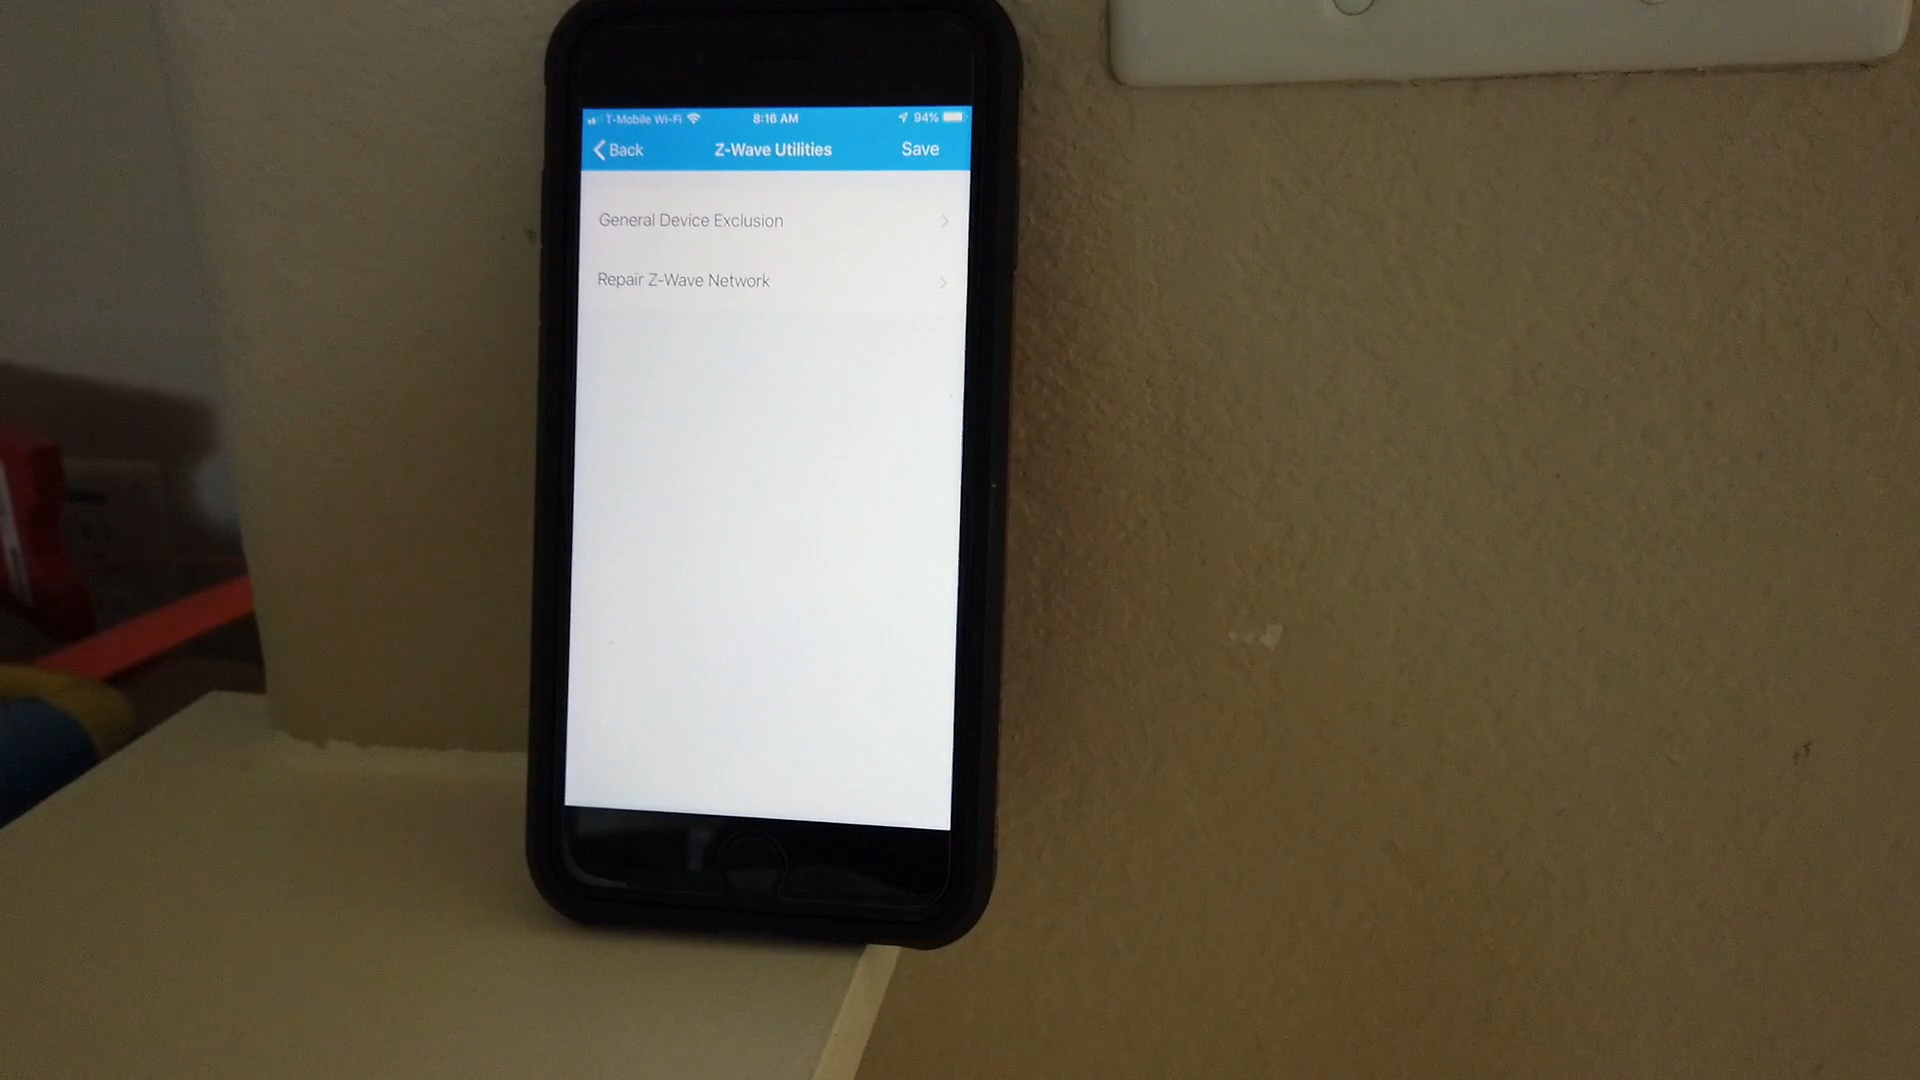 T-Mobile Wi-Fi 8:16 AM 94%
Back Z-Wave Utilities Save
General Device Exclusion
Repair Z-Wave Network